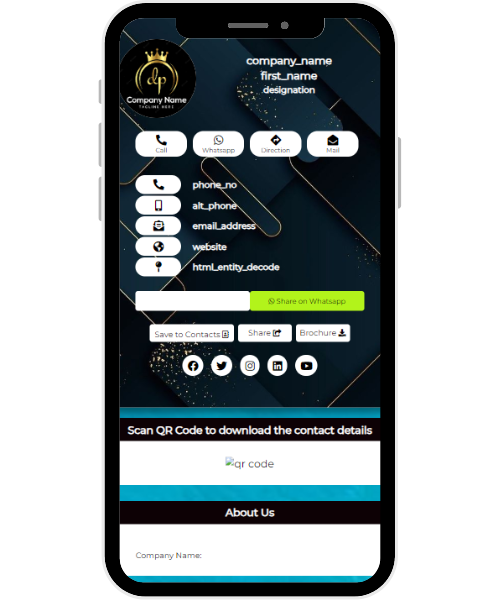 dp
Company Name
TAGLINE HERE
company_name
first_name
designation
Call
Whatsapp
Direction
Mail
phone_no
alt_phone
email_address
website
html_entity_decode
Share on Whatsapp
Save to Contacts
Share
Brochure
Scan QR Code to download the contact details
qr code
About Us
Company Name: